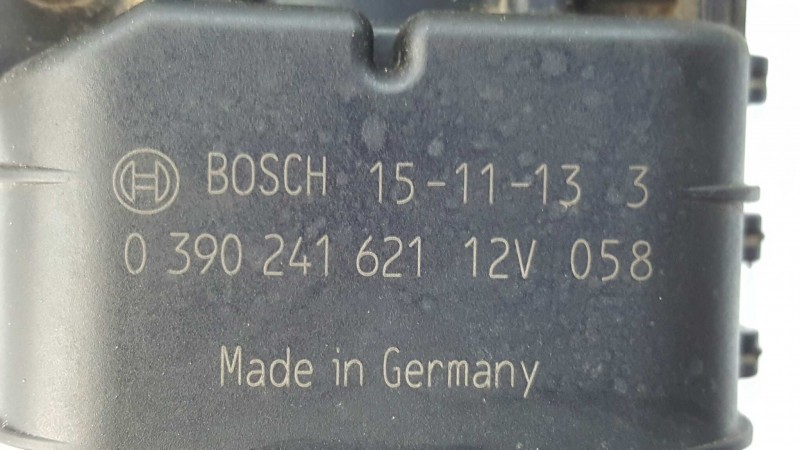 BOSCH 15-11-13 3
0 390 241 621 12V 058
Made in Germany